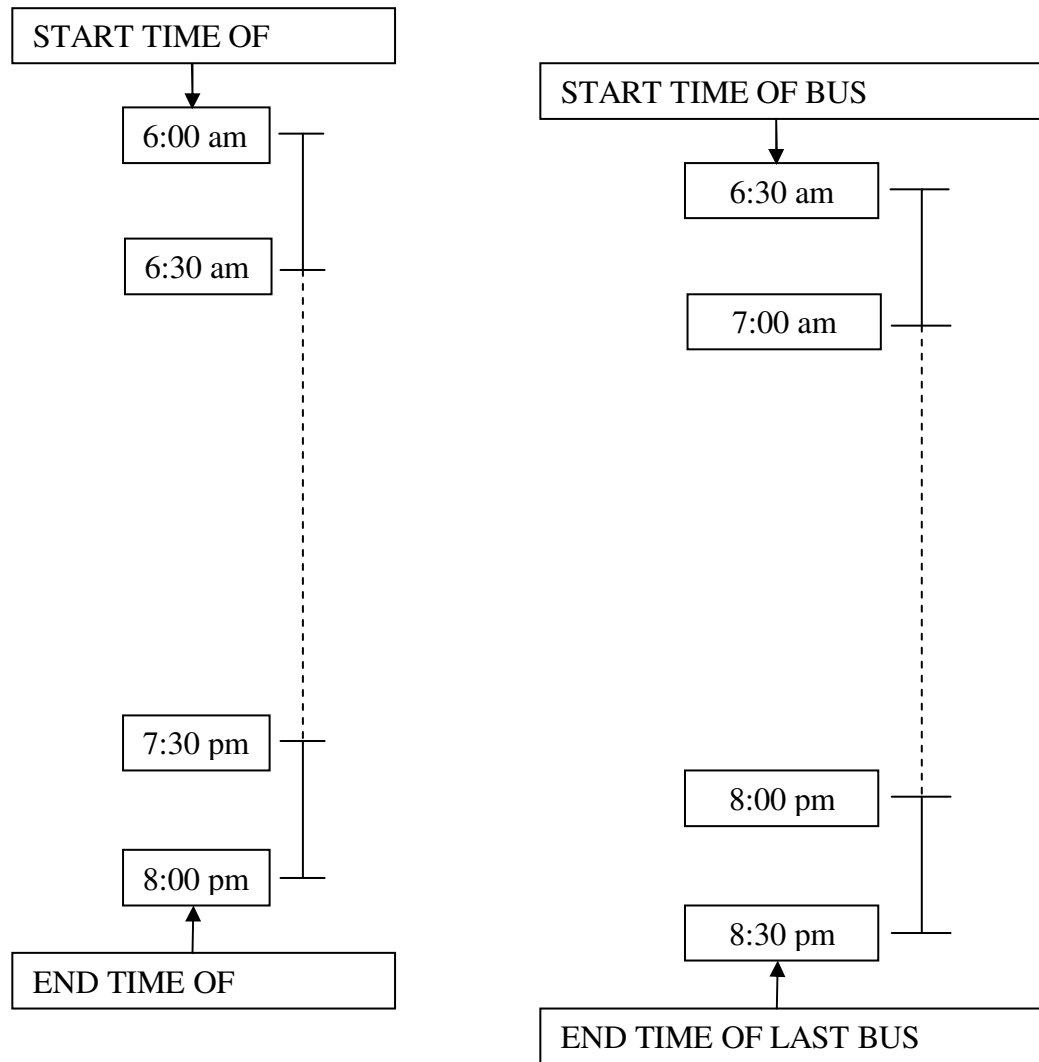 START TIME OF
6:00 am
6:30 am
7:30 pm
8:00 pm
END TIME OF
START TIME OF BUS
6:30 am
7:00 am
8:00 pm
8:30 pm
END TIME OF LAST BUS